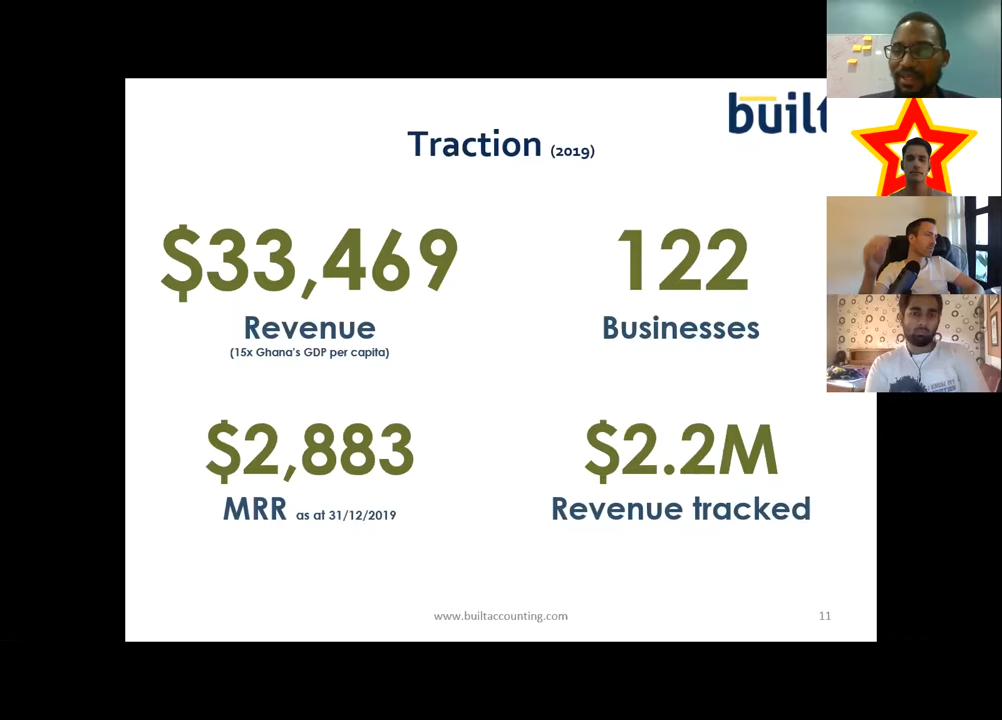 built
Traction (2019)
$33,469
Revenue
(15x Ghana's GDP per capita)
122
Businesses
$2,883
MRR as at 31/12/2019
$2.2M
Revenue tracked
www.builtaccounting.com
11